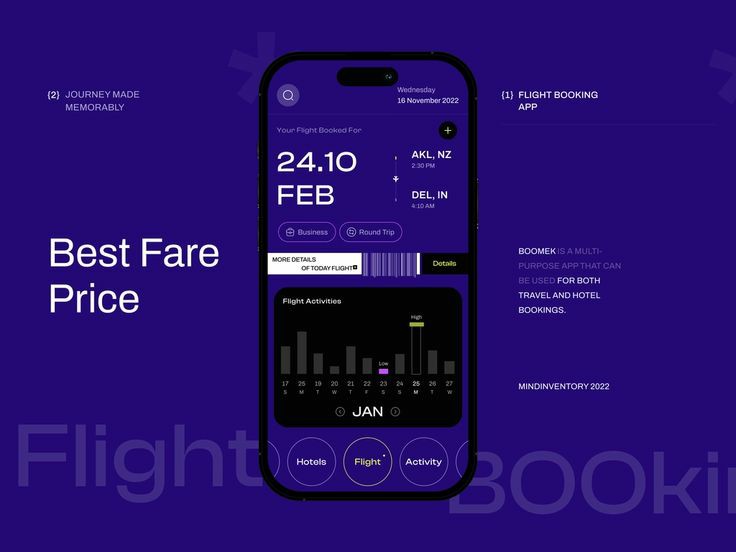 {2} JOURNEY MADE
MEMORABLY
Best Fare
Price
Wednesday
16 November 2022
Your Flight Booked For
+
24.10
FEB
AKL, NZ
2:30 PM
DEL, IN
4:10 AM
Business
Round Trip
MORE DETAILS
OF TODAY FLIGHT
Details
Flight Activities
High
Low
17 25 19 20 21 22 23 24 25 26 27
S M T W T F S S M T W
JAN
Hotels
Flight
Activity
{1} FLIGHT BOOKING
APP
BOOMEK IS A MULTI-
PURPOSE APP THAT CAN
BE USED FOR BOTH
TRAVEL AND HOTEL
BOOKINGS.
MINDINVENTORY 2022
Flight
BOOkin